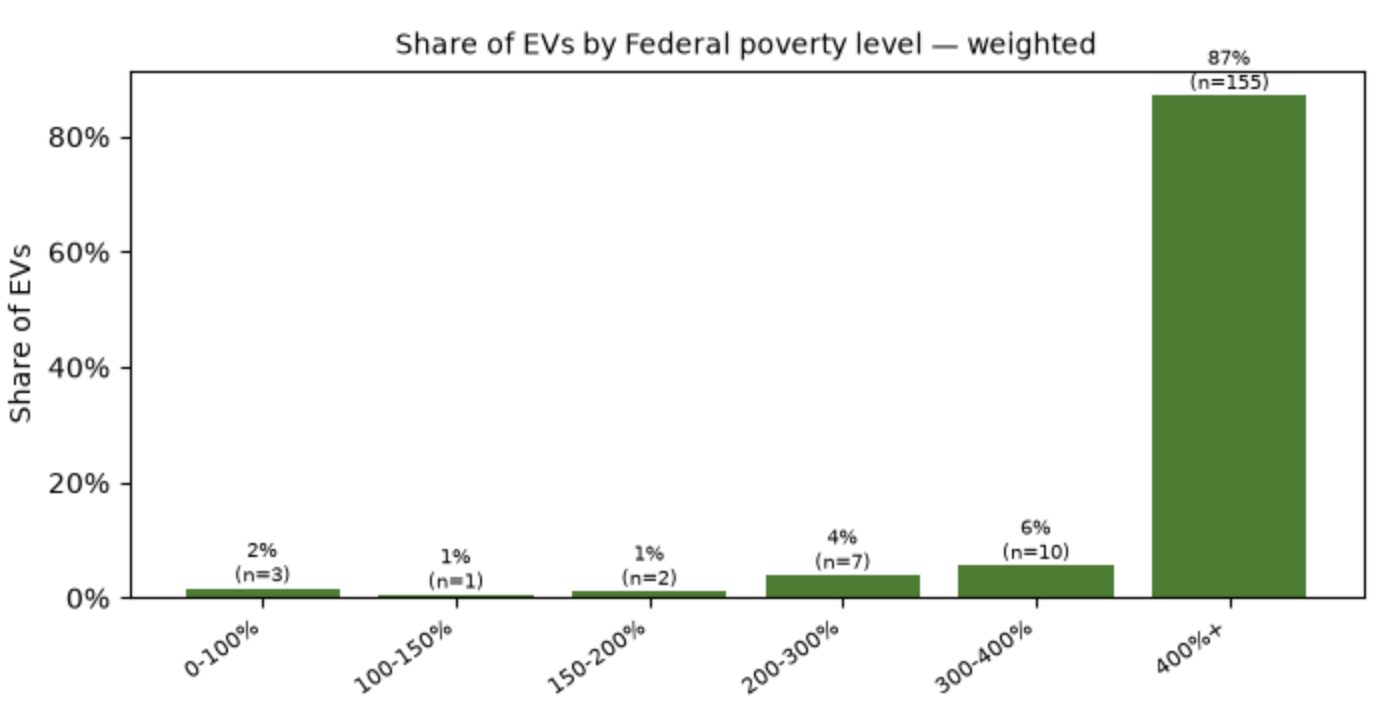 Share of EVs by Federal poverty level — weighted
87%
(n=155)
80%
60%
40%
20%
0%
Share of EVs
2%
(n=3)
1%
(n=1)
1%
(n=2)
4%
(n=7)
6%
(n=10)
0-100%
100-150%
150-200%
200-300%
300-400%
400%+